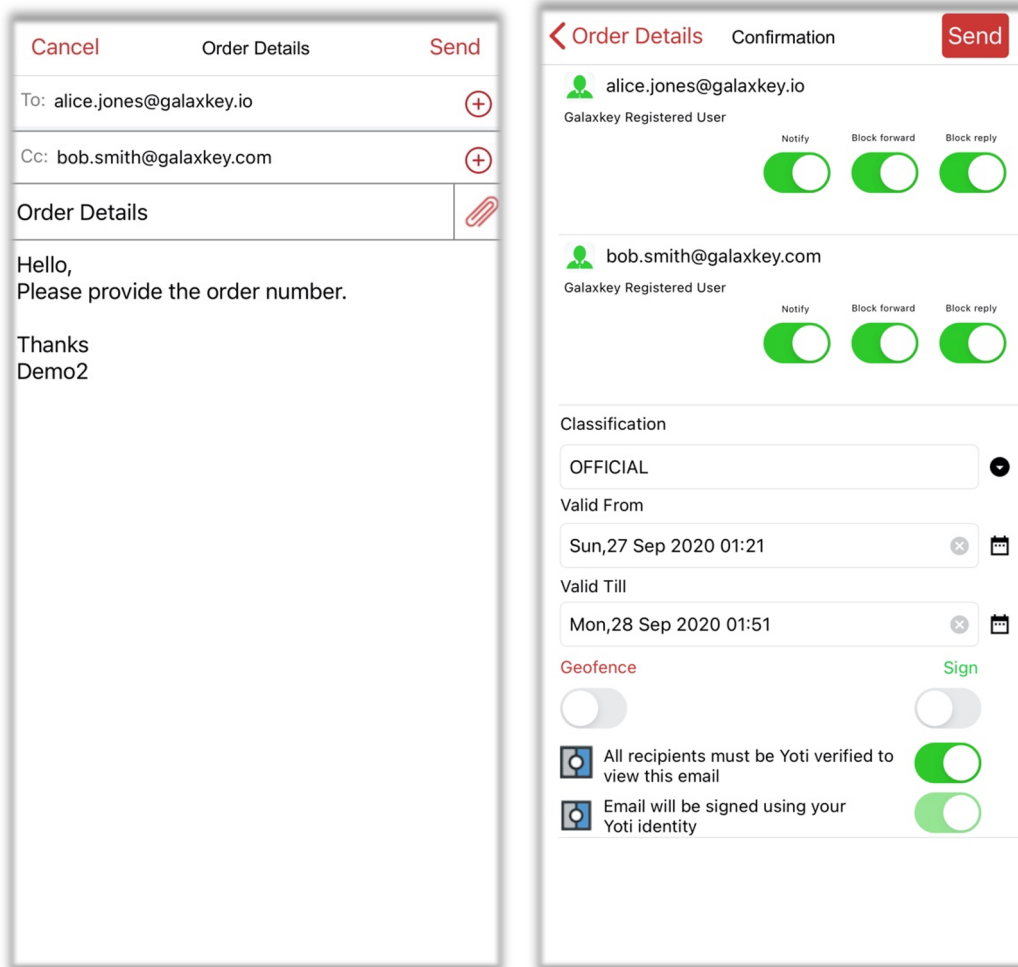 Cancel Order Details Send
To: alice.jones@galaxkey.io
Cc: bob.smith@galaxkey.com
Order Details
Hello,
Please provide the order number.
Thanks
Demo2
Order Details Confirmation Send
alice.jones@galaxkey.io
Galaxkey Registered User
Notify Block forward Block reply
bob.smith@galaxkey.com
Galaxkey Registered User
Notify Block forward Block reply
Classification
OFFICIAL
Valid From
Sun,27 Sep 2020 01:21
Valid Till
Mon,28 Sep 2020 01:51
Geofence Sign
All recipients must be Yoti verified to
view this email
Email will be signed using your
Yoti identity